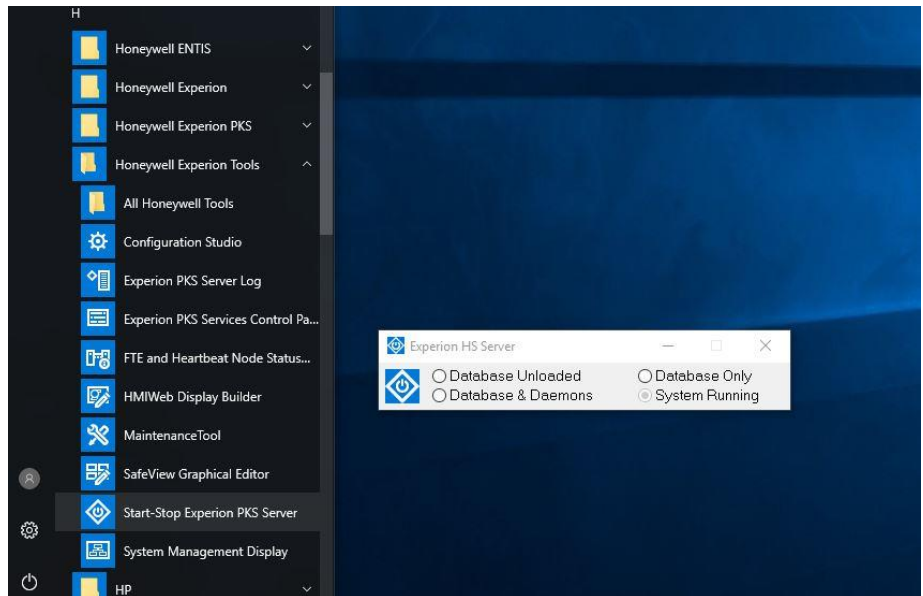 H
Honeywell ENTIS
Honeywell Experion
Honeywell Experion PKS
Honeywell Experion Tools
All Honeywell Tools
Configuration Studio
Experion PKS Server Log
Experion PKS Services Control Pa...
FTE and Heartbeat Node Status...
HMIWeb Display Builder
MaintenanceTool
SafeView Graphical Editor
Start-Stop Experion PKS Server
System Management Display
HP
Experion HS Server
Database Unloaded
Database Only
Database & Daemons
System Running